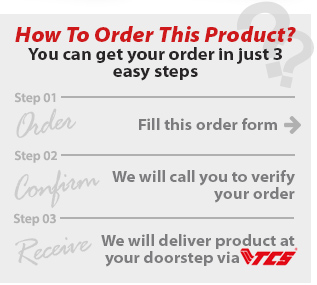 How To Order This Product?
You can get your order in just 3
easy steps
Step 01
Order
Fill this order form
Step 02
Confirm
We will call you to verify
your order
Step 03
Receive
We will deliver product at
your doorstep via TCS